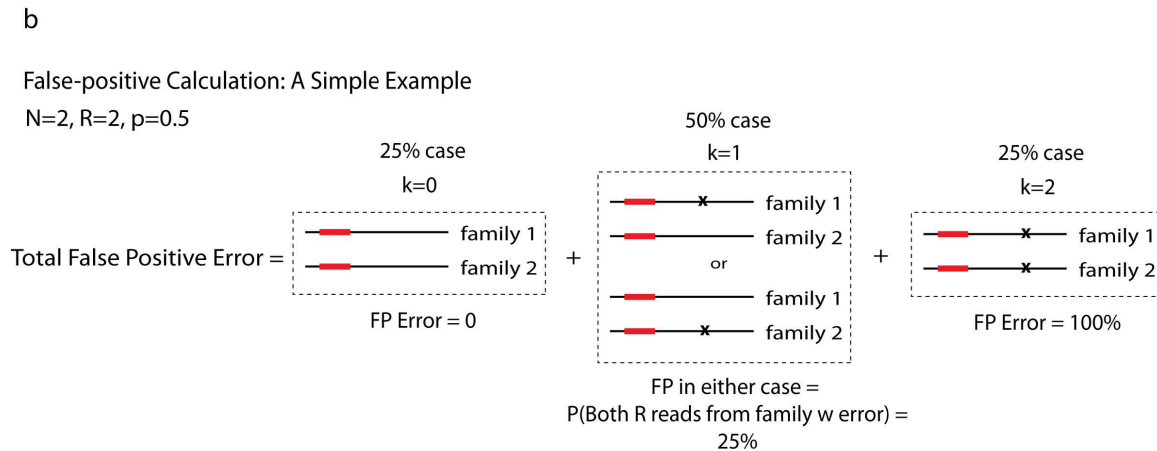 b
False-positive Calculation: A Simple Example
N=2, R=2, p=0.5
25% case
k=0
50% case
k=1
25% case
k=2
Total False Positive Error =
family 1
family 2
FP Error = 0
+
x
family 1
family 2
or
family 1
x
family 2
FP in either case =
P(Both R reads from family w error) =
25%
+
x
family 1
x
family 2
FP Error = 100%